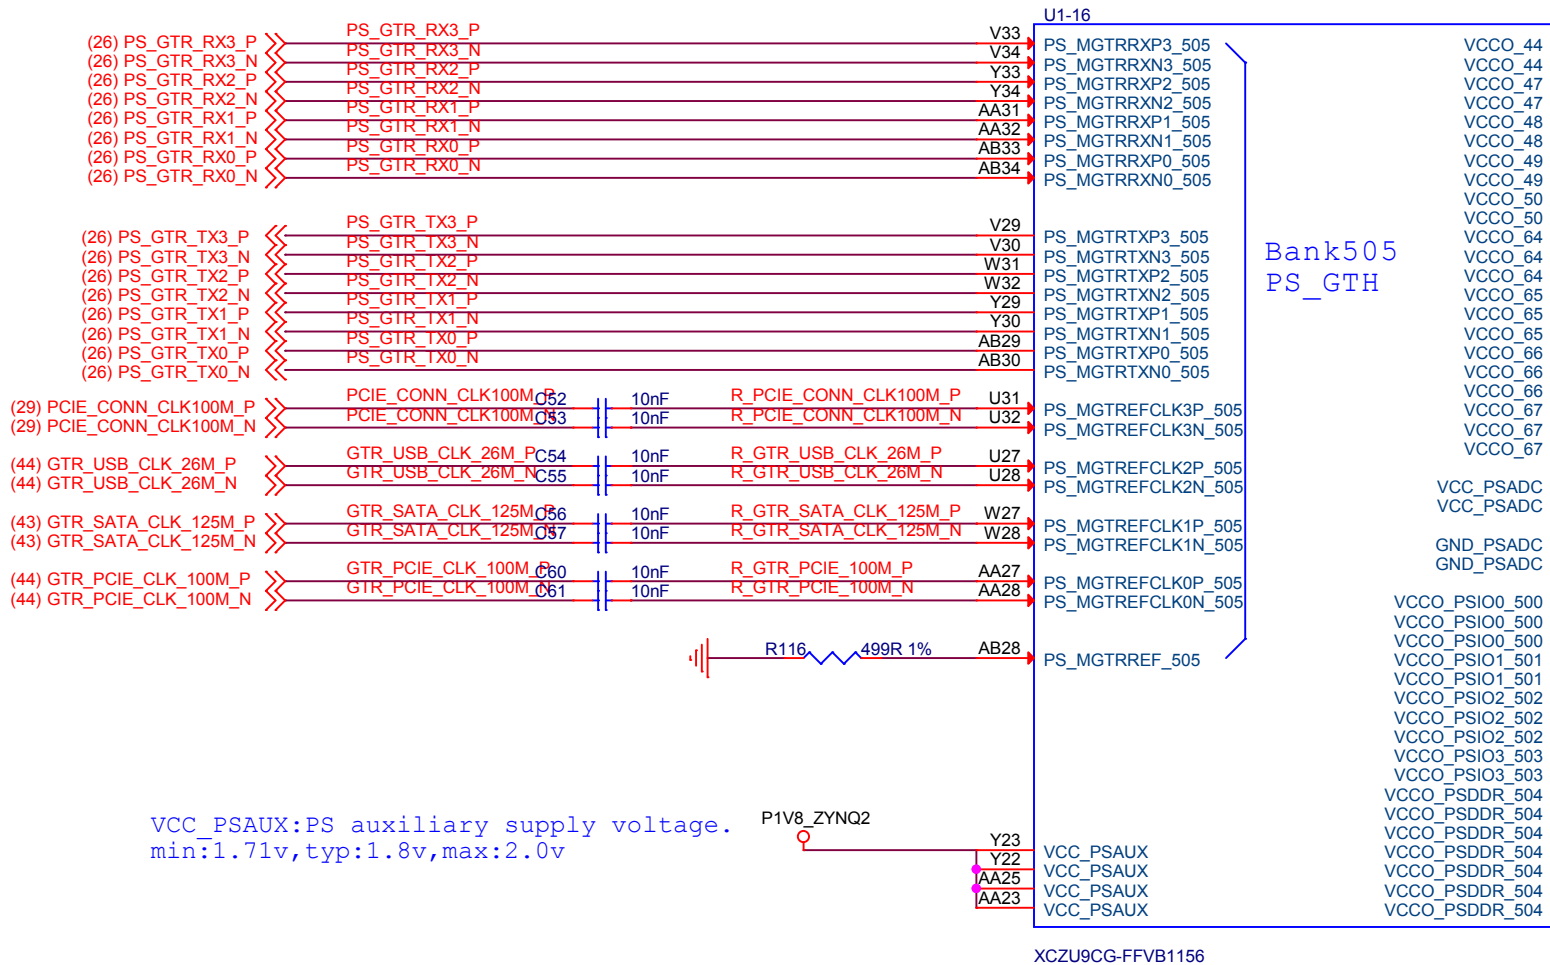 U1-16
(26) PS_GTR_RX3_P PS_GTR_RX3_P V33 PS_MGTRRXP3_505 VCCO_44
(26) PS_GTR_RX3_N PS_GTR_RX3_N V34 PS_MGTRRXN3_505 VCCO_44
(26) PS_GTR_RX2_P PS_GTR_RX2_P Y33 PS_MGTRRXP2_505 VCCO_47
(26) PS_GTR_RX2_N PS_GTR_RX2_N Y34 PS_MGTRRXN2_505 VCCO_47
(26) PS_GTR_RX1_P PS_GTR_RX1_P AA31 PS_MGTRRXP1_505 VCCO_48
(26) PS_GTR_RX1_N PS_GTR_RX1_N AA32 PS_MGTRRXN1_505 VCCO_48
(26) PS_GTR_RX0_P PS_GTR_RX0_P AB33 PS_MGTRRXP0_505 VCCO_49
(26) PS_GTR_RX0_N PS_GTR_RX0_N AB34 PS_MGTRRXN0_505 VCCO_49
VCCO_50
VCCO_50
(26) PS_GTR_TX3_P PS_GTR_TX3_P V29 PS_MGTRTXP3_505 VCCO_64
(26) PS_GTR_TX3_N PS_GTR_TX3_N V30 PS_MGTRTXN3_505 Bank505 VCCO_64
(26) PS_GTR_TX2_P PS_GTR_TX2_P W31 PS_MGTRTXP2_505 PS_GTH VCCO_64
(26) PS_GTR_TX2_N PS_GTR_TX2_N W32 PS_MGTRTXN2_505 VCCO_65
(26) PS_GTR_TX1_P PS_GTR_TX1_P Y29 PS_MGTRTXP1_505 VCCO_65
(26) PS_GTR_TX1_N PS_GTR_TX1_N Y30 PS_MGTRTXN1_505 VCCO_65
(26) PS_GTR_TX0_P PS_GTR_TX0_P AB29 PS_MGTRTXP0_505 VCCO_66
(26) PS_GTR_TX0_N PS_GTR_TX0_N AB30 PS_MGTRTXN0_505 VCCO_66
VCCO_66
(29) PCIE_CONN_CLK100M_P PCIE_CONN_CLK100M_P C52 10nF R_PCIE_CONN_CLK100M_P U31 PS_MGTREFCLK3P_505 VCCO_67
(29) PCIE_CONN_CLK100M_N PCIE_CONN_CLK100M_N C53 10nF R_PCIE_CONN_CLK100M_N U32 PS_MGTREFCLK3N_505 VCCO_67
VCCO_67
(44) GTR_USB_CLK_26M_P GTR_USB_CLK_26M_P C54 10nF R_GTR_USB_CLK_26M_P U27 PS_MGTREFCLK2P_505
(44) GTR_USB_CLK_26M_N GTR_USB_CLK_26M_N C55 10nF R_GTR_USB_CLK_26M_N U28 PS_MGTREFCLK2N_505 VCC_PSADC
VCC_PSADC
(43) GTR_SATA_CLK_125M_P GTR_SATA_CLK_125M_P C56 10nF R_GTR_SATA_CLK_125M_P W27 PS_MGTREFCLK1P_505
(43) GTR_SATA_CLK_125M_N GTR_SATA_CLK_125M_N C57 10nF R_GTR_SATA_CLK_125M_N W28 PS_MGTREFCLK1N_505 GND_PSADC
GND_PSADC
(44) GTR_PCIE_CLK_100M_P GTR_PCIE_CLK_100M_P C60 10nF R_GTR_PCIE_100M_P AA27 PS_MGTREFCLK0P_505
(44) GTR_PCIE_CLK_100M_N GTR_PCIE_CLK_100M_N C61 10nF R_GTR_PCIE_100M_N AA28 PS_MGTREFCLK0N_505 VCCO_PSIO0_500
VCCO_PSIO0_500
VCCO_PSIO0_500
R116 499R 1% AB28 PS_MGTRREF_505 VCCO_PSIO1_501
VCCO_PSIO1_501
VCCO_PSIO2_502
VCCO_PSIO2_502
VCCO_PSIO2_502
VCCO_PSIO3_503
VCCO_PSIO3_503
VCCO_PSDDR_504
VCC_PSAUX:PS auxiliary supply voltage. P1V8_ZYNQ2 VCCO_PSDDR_504
VCCO_PSDDR_504
min:1.71v,typ:1.8v,max:2.0v Y23 VCC_PSAUX VCCO_PSDDR_504
Y22 VCC_PSAUX VCCO_PSDDR_504
AA25 VCC_PSAUX VCCO_PSDDR_504
AA23 VCC_PSAUX VCCO_PSDDR_504
XCZU9CG-FFVB1156